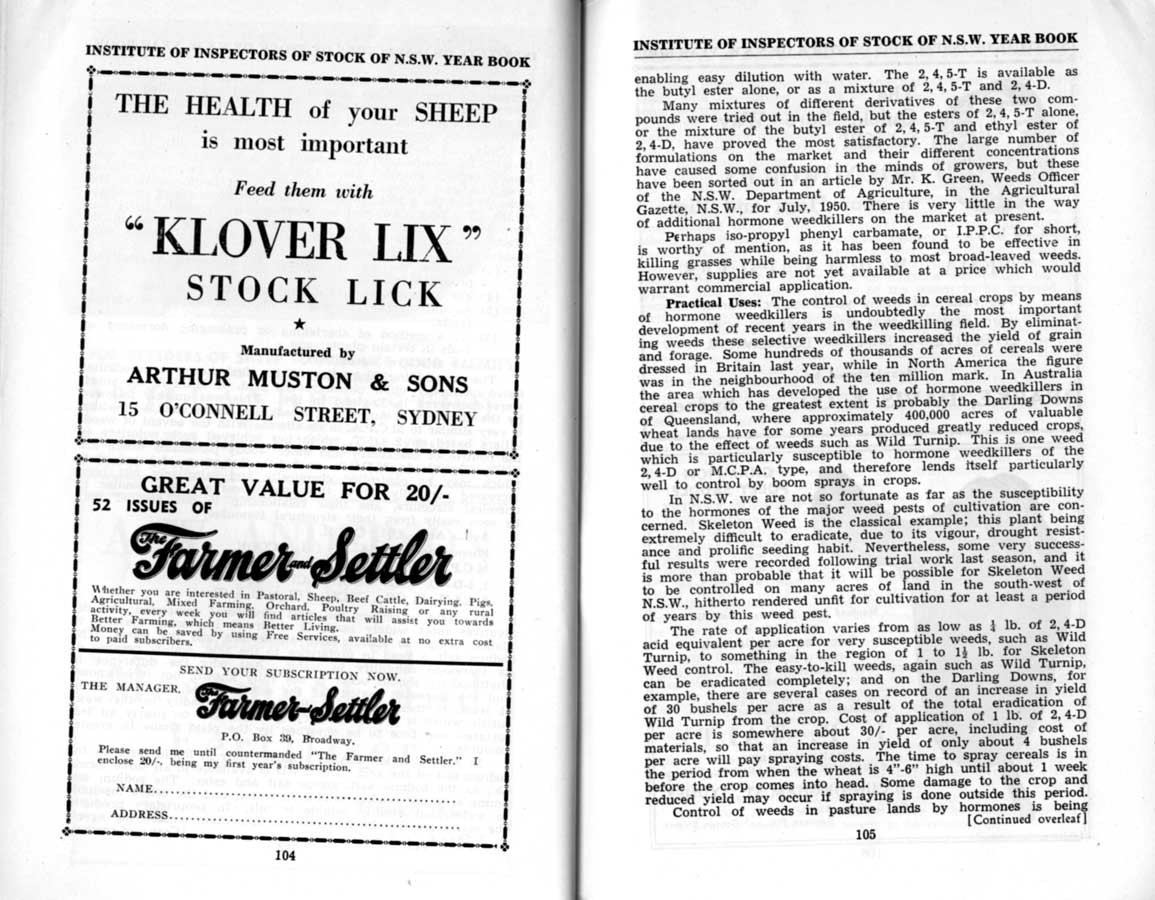 INSTITUTE OF INSPECTORS OF STOCK OF N.S.W. YEAR BOOK
THE HEALTH of your SHEEP
is most important
Feed them with
"KLOVER LIX"
STOCK LICK
★
Manufactured by
ARTHUR MUSTON & SONS
15 O'CONNELL STREET, SYDNEY
GREAT VALUE FOR 20/-
52 ISSUES OF
The Farmer and Settler
Whether you are interested in Pastoral, Sheep, Beef Cattle, Dairying, Pigs,
Agricultural, Mixed Farming, Orchard, Poultry Raising or any rural
activity, every week you will find articles that will assist you towards
Better Farming, which means Better Living.
Money can be saved by using Free Services, available at no extra cost
to paid subscribers.
SEND YOUR SUBSCRIPTION NOW.
THE MANAGER,
The Farmer and Settler
P.O. Box 39, Broadway.
Please send me until countermanded "The Farmer and Settler." I
enclose 20/-, being my first year's subscription.
NAME
ADDRESS
104
INSTITUTE OF INSPECTORS OF STOCK OF N.S.W. YEAR BOOK
enabling easy dilution with water. The 2, 4, 5-T is available as
the butyl ester alone, or as a mixture of 2, 4, 5-T and 2, 4-D.
Many mixtures of different derivatives of these two com-
pounds were tried out in the field, but the esters of 2, 4, 5-T alone,
or the mixture of the butyl ester of 2, 4, 5-T and ethyl ester of
2, 4-D, have proved the most satisfactory. The large number of
formulations on the market and their different concentrations
have caused some confusion in the minds of growers, but these
have been sorted out in an article by Mr. K. Green, Weeds Officer
of the N.S.W. Department of Agriculture, in the Agricultural
Gazette, N.S.W., for July, 1950. There is very little in the way
of additional hormone weedkillers on the market at present.
Perhaps iso-propyl phenyl carbamate, or I.P.P.C. for short,
is worthy of mention, as it has been found to be effective in
killing grasses while being harmless to most broad-leaved weeds.
However, supplies are not yet available at a price which would
warrant commercial application.
Practical Uses: The control of weeds in cereal crops by means
of hormone weedkillers is undoubtedly the most important
development of recent years in the weedkilling field. By eliminat-
ing weeds these selective weedkillers increased the yield of grain
and forage. Some hundreds of thousands of acres of cereals were
dressed in Britain last year, while in North America the figure
was in the neighbourhood of the ten million mark. In Australia
the area which has developed the use of hormone weedkillers in
cereal crops to the greatest extent is probably the Darling Downs
of Queensland, where approximately 400,000 acres of valuable
wheat lands have for some years produced greatly reduced crops,
due to the effect of weeds such as Wild Turnip. This is one weed
which is particularly susceptible to hormone weedkillers of the
2, 4-D or M.C.P.A. type, and therefore lends itself particularly
well to control by boom sprays in crops.
In N.S.W. we are not so fortunate as far as the susceptibility
to the hormones of the major weed pests of cultivation are con-
cerned. Skeleton Weed is the classical example; this plant being
extremely difficult to eradicate, due to its vigour, drought resist-
ance and prolific seeding habit. Nevertheless, some very success-
ful results were recorded following trial work last season, and it
is more than probable that it will be possible for Skeleton Weed
to be controlled on many acres of land in the south-west of
N.S.W., hitherto rendered unfit for cultivation for at least a period
of years by this weed pest.
The rate of application varies from as low as lb. of 2, 4-D
acid equivalent per acre for very susceptible weeds, such as Wild
Turnip, to something in the region of 1 to 1½ lb. for Skeleton
Weed control. The easy-to-kill weeds, again such as Wild Turnip,
can be eradicated completely; and on the Darling Downs, for
example, there are several cases on record of an increase in yield
of 30 bushels per acre as a result of the total eradication of
Wild Turnip from the crop. Cost of application of 1 lb. of 2, 4-D
per acre is somewhere about 30/- per acre, including cost of
materials, so that an increase in yield of only about 4 bushels
per acre will pay spraying costs. The time to spray cereals is in
the period from when the wheat is 4"-6" high until about 1 week
before the crop comes into head. Some damage to the crop and
reduced yield may occur if spraying is done outside this period.
Control of weeds in pasture lands by hormones is being
[Continued overleaf]
105